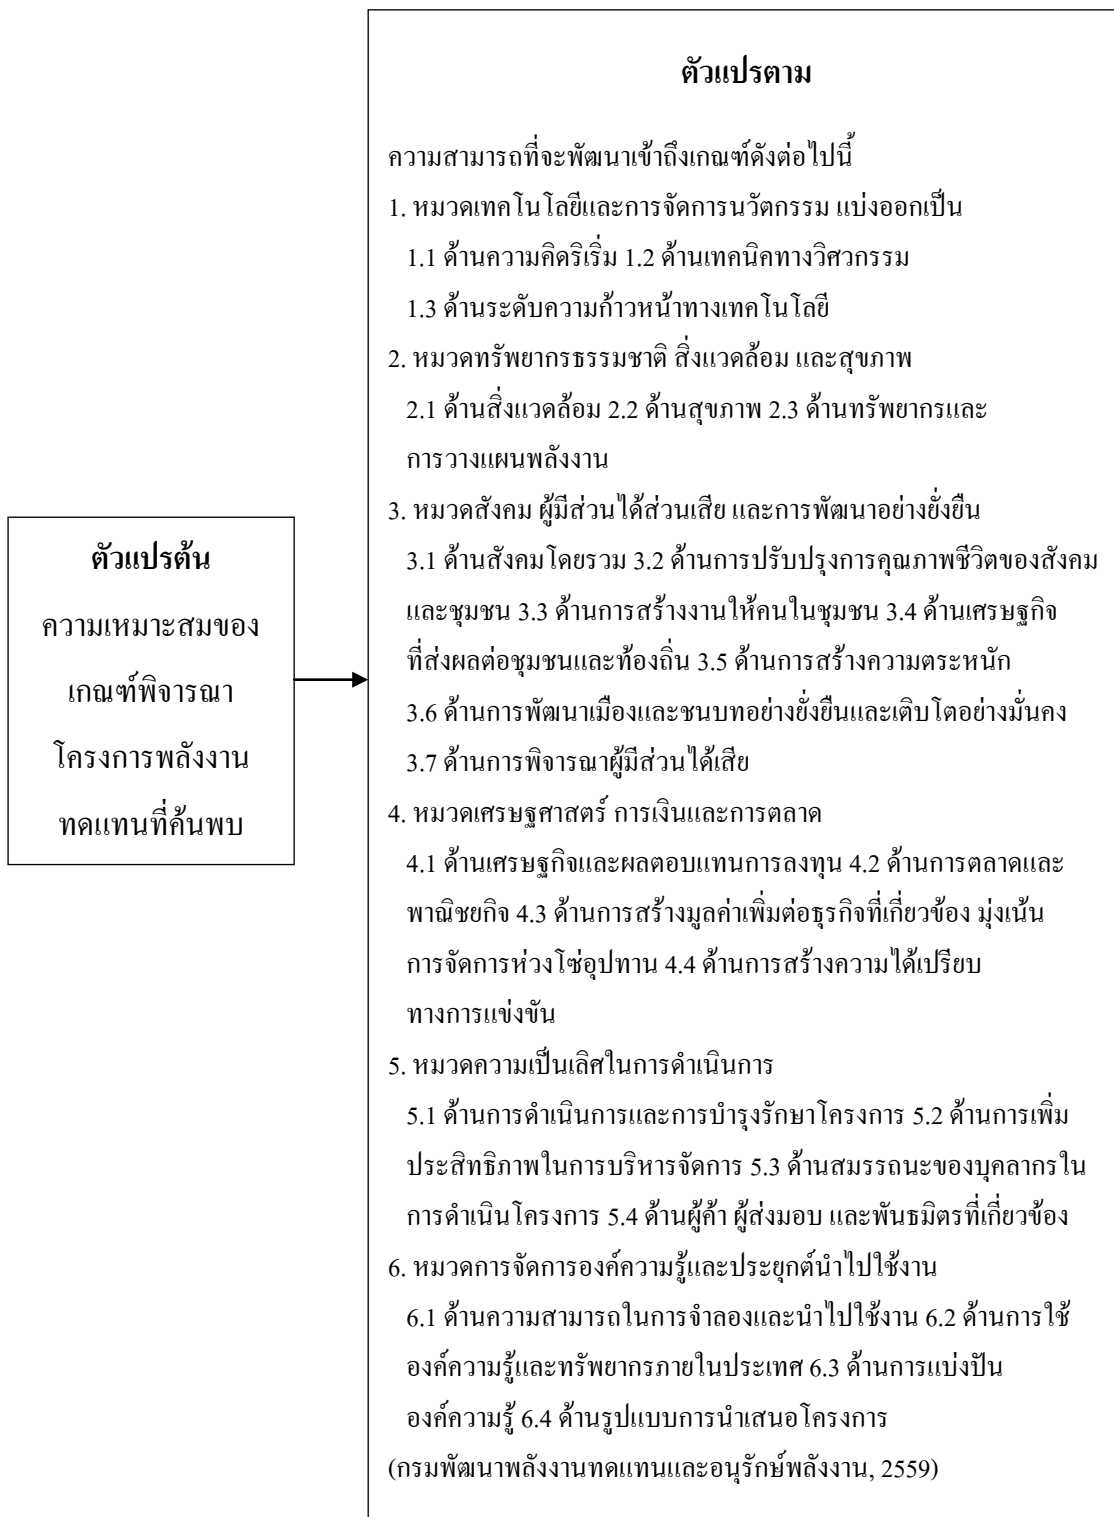 ตัวแปรต้น
ความเหมาะสมของ
เกณฑ์พิจารณา
โครงการพลังงาน
ทดแทนที่ค้นพบ
ตัวแปรตาม
ความสามารถที่จะพัฒนาเข้าถึงเกณฑ์ดังต่อไปนี้
1. หมวดเทคโนโลยีและการจัดการนวัตกรรม แบ่งออกเป็น
1.1 ด้านความคิดริเริ่ม 1.2 ด้านเทคนิคทางวิศวกรรม
1.3 ด้านระดับความก้าวหน้าทางเทคโนโลยี
2. หมวดทรัพยากรธรรมชาติ สิ่งแวดล้อม และสุขภาพ
2.1 ด้านสิ่งแวดล้อม 2.2 ด้านสุขภาพ 2.3 ด้านทรัพยากรและ
การวางแผนพลังงาน
3. หมวดสังคม ผู้มีส่วนได้ส่วนเสีย และการพัฒนาอย่างยั่งยืน
3.1 ด้านสังคมโดยรวม 3.2 ด้านการปรับปรุงการคุณภาพชีวิตของสังคม
และชุมชน 3.3 ด้านการสร้างงานให้คนในชุมชน 3.4 ด้านเศรษฐกิจ
ที่ส่งผลต่อชุมชนและท้องถิ่น 3.5 ด้านการสร้างความตระหนัก
3.6 ด้านการพัฒนาเมืองและชนบทอย่างยั่งยืนและเติบโตอย่างมั่นคง
3.7 ด้านการพิจารณาผู้มีส่วนได้เสีย
4. หมวดเศรษฐศาสตร์ การเงินและการตลาด
4.1 ด้านเศรษฐกิจและผลตอบแทนการลงทุน 4.2 ด้านการตลาดและ
พาณิชยกิจ 4.3 ด้านการสร้างมูลค่าเพิ่มต่อธุรกิจที่เกี่ยวข้อง มุ่งเน้น
การจัดการห่วงโซ่อุปทาน 4.4 ด้านการสร้างความได้เปรียบ
ทางการแข่งขัน
5. หมวดความเป็นเลิศในการดำเนินการ
5.1 ด้านการดำเนินการและการบำรุงรักษาโครงการ 5.2 ด้านการเพิ่ม
ประสิทธิภาพในการบริหารจัดการ 5.3 ด้านสมรรถนะของบุคลากรใน
การดำเนินโครงการ 5.4 ด้านผู้ค้า ผู้ส่งมอบ และพันธมิตรที่เกี่ยวข้อง
6. หมวดการจัดการองค์ความรู้และประยุกต์นำไปใช้งาน
6.1 ด้านความสามารถในการจำลองและนำไปใช้งาน 6.2 ด้านการใช้
องค์ความรู้และทรัพยากรภายในประเทศ 6.3 ด้านการแบ่งปัน
องค์ความรู้ 6.4 ด้านรูปแบบการนำเสนอโครงการ
(กรมพัฒนาพลังงานทดแทนและอนุรักษ์พลังงาน, 2559)